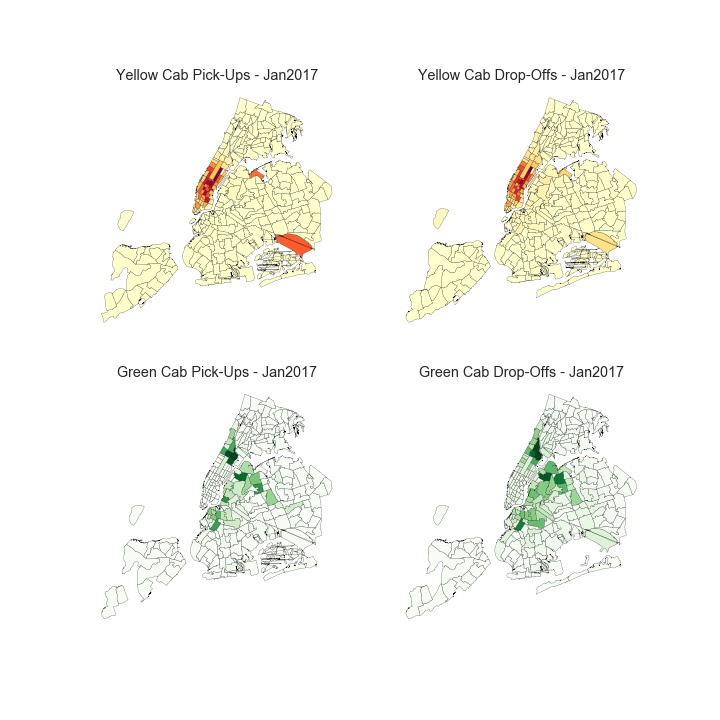 Yellow Cab Pick-Ups - Jan2017
Yellow Cab Drop-Offs - Jan2017
Green Cab Pick-Ups - Jan2017
Green Cab Drop-Offs - Jan2017